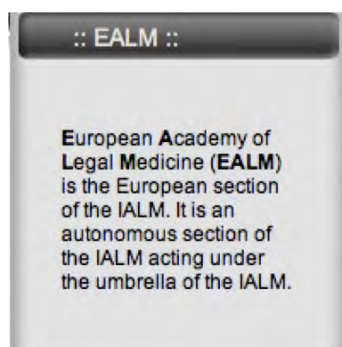 :: EALM ::
European Academy of
Legal Medicine (EALM)
is the European section
of the IALM. It is an
autonomous section of
the IALM acting under
the umbrella of the IALM.